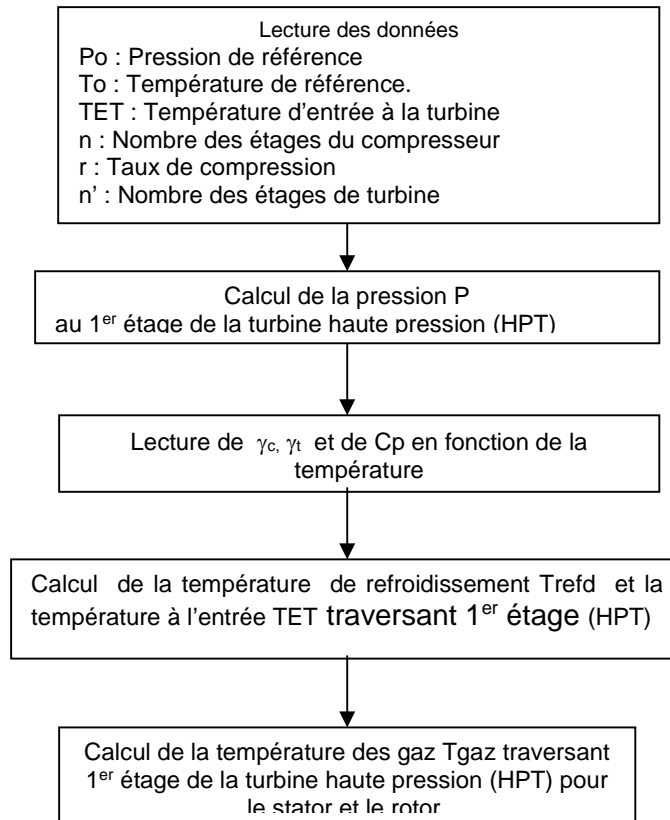 Lecture des données
Po : Pression de référence
To : Température de référence.
TET : Température d'entrée à la turbine
n : Nombre des étages du compresseur
r : Taux de compression
n' : Nombre des étages de turbine
Calcul de la pression P
au 1er étage de la turbine haute pression (HPT)
Lecture de γc, γt et de Cp en fonction de la
température
Calcul de la température de refroidissement Trefd et la
température à l'entrée TET traversant 1er étage (HPT)
Calcul de la température des gaz Tgaz traversant
1er étage de la turbine haute pression (HPT) pour
le stator et le rotor